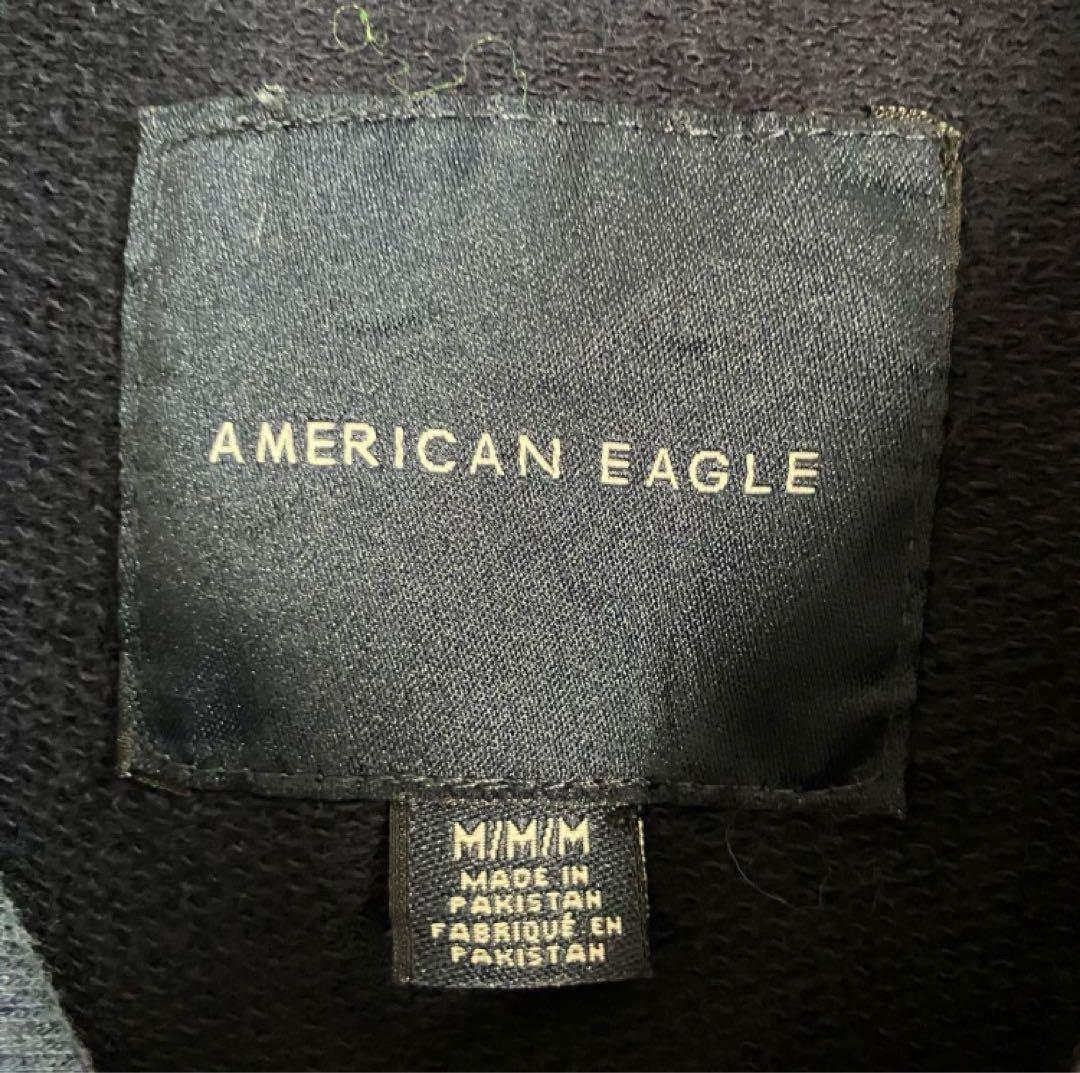 AMERICAN EAGLE
M/M/M
MADE IN
PAKISTAN
FABRIQUÉ EN
PAKISTAN